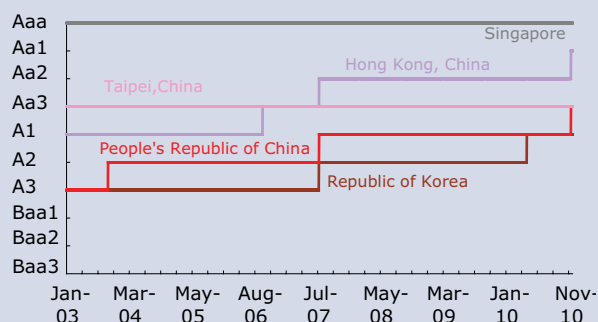 Aaa
Singapore
Aa1
Hong Kong, China
Aa2
Taipei,China
Aa3
A1
People's Republic of China
A2
Republic of Korea
A3
Baa1
Baa2
Baa3
Jan- Mar- May- Aug- Jul- May- Mar- Jan- Nov-
03 04 05 06 07 08 09 10 10